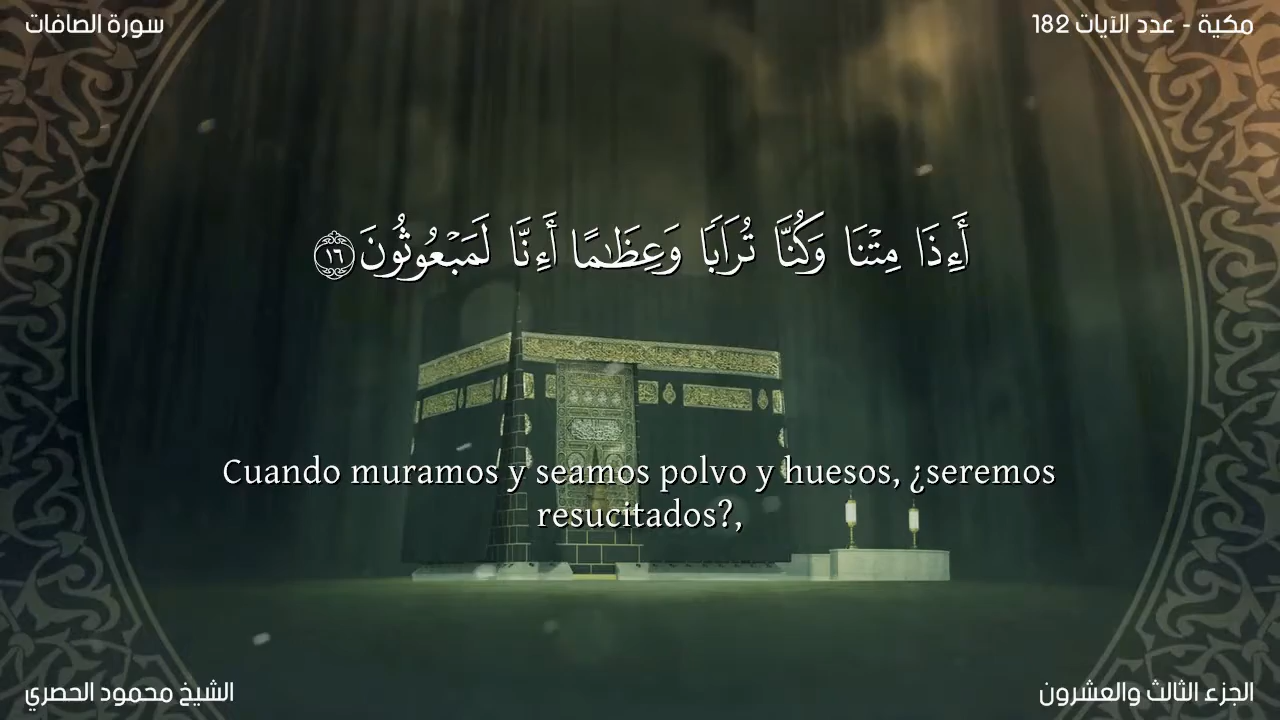 سورة الصافات
مكية - عدد الآيات 182
أَءِذَا مِتْنَا وَكُنَّا تُرَابًا وَعِظَٰمًا أَءِنَّا لَمَبْعُوثُونَ ١٦
Cuando muramos y seamos polvo y huesos, ¿seremos
resucitados?,
الشيخ محمود الحصري
الجزء الثالث والعشرون